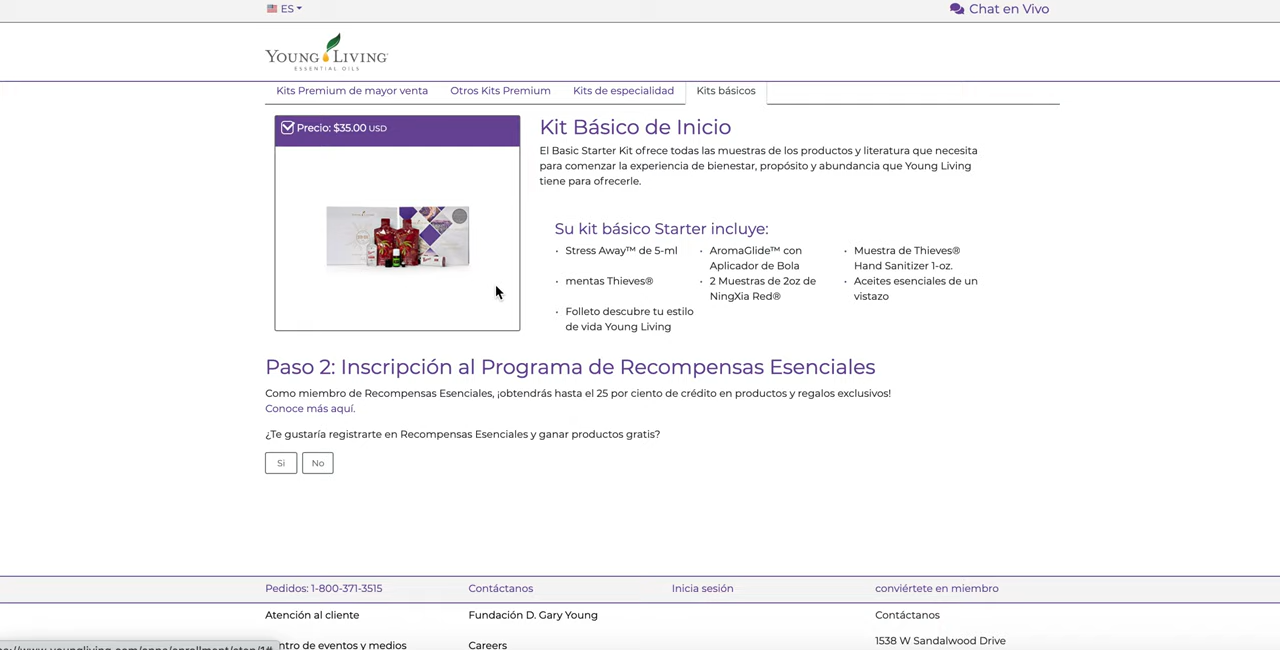 ES
Chat en Vivo
YOUNG LIVING
ESSENTIAL OILS
Kits Premium de mayor venta
Otros Kits Premium
Kits de especialidad
Kits básicos
Precio: $35.00 USD
Kit Básico de Inicio
El Basic Starter Kit ofrece todas las muestras de los productos y literatura que necesita
para comenzar la experiencia de bienestar, propósito y abundancia que Young Living
tiene para ofrecerle.
Su kit básico Starter incluye:
· Stress Away™ de 5-ml
· AromaGlide™ con
Aplicador de Bola
· Muestra de Thieves®
Hand Sanitizer 1-oz.
· mentas Thieves®
· 2 Muestras de 2oz de
NingXia Red®
· Aceites esenciales de un
vistazo
· Folleto descubre tu estilo
de vida Young Living
Paso 2: Inscripción al Programa de Recompensas Esenciales
Como miembro de Recompensas Esenciales, ¡obtendrás hasta el 25 por ciento de crédito en productos y regalos exclusivos!
Conoce más aquí.
¿Te gustaría registrarte en Recompensas Esenciales y ganar productos gratis?
Si
No
Pedidos: 1-800-371-3515
Contáctanos
Inicia sesión
conviértete en miembro
Atención al cliente
Fundación D. Gary Young
Contáctanos
1538 W Sandalwood Drive
ntro de eventos y medios
Careers